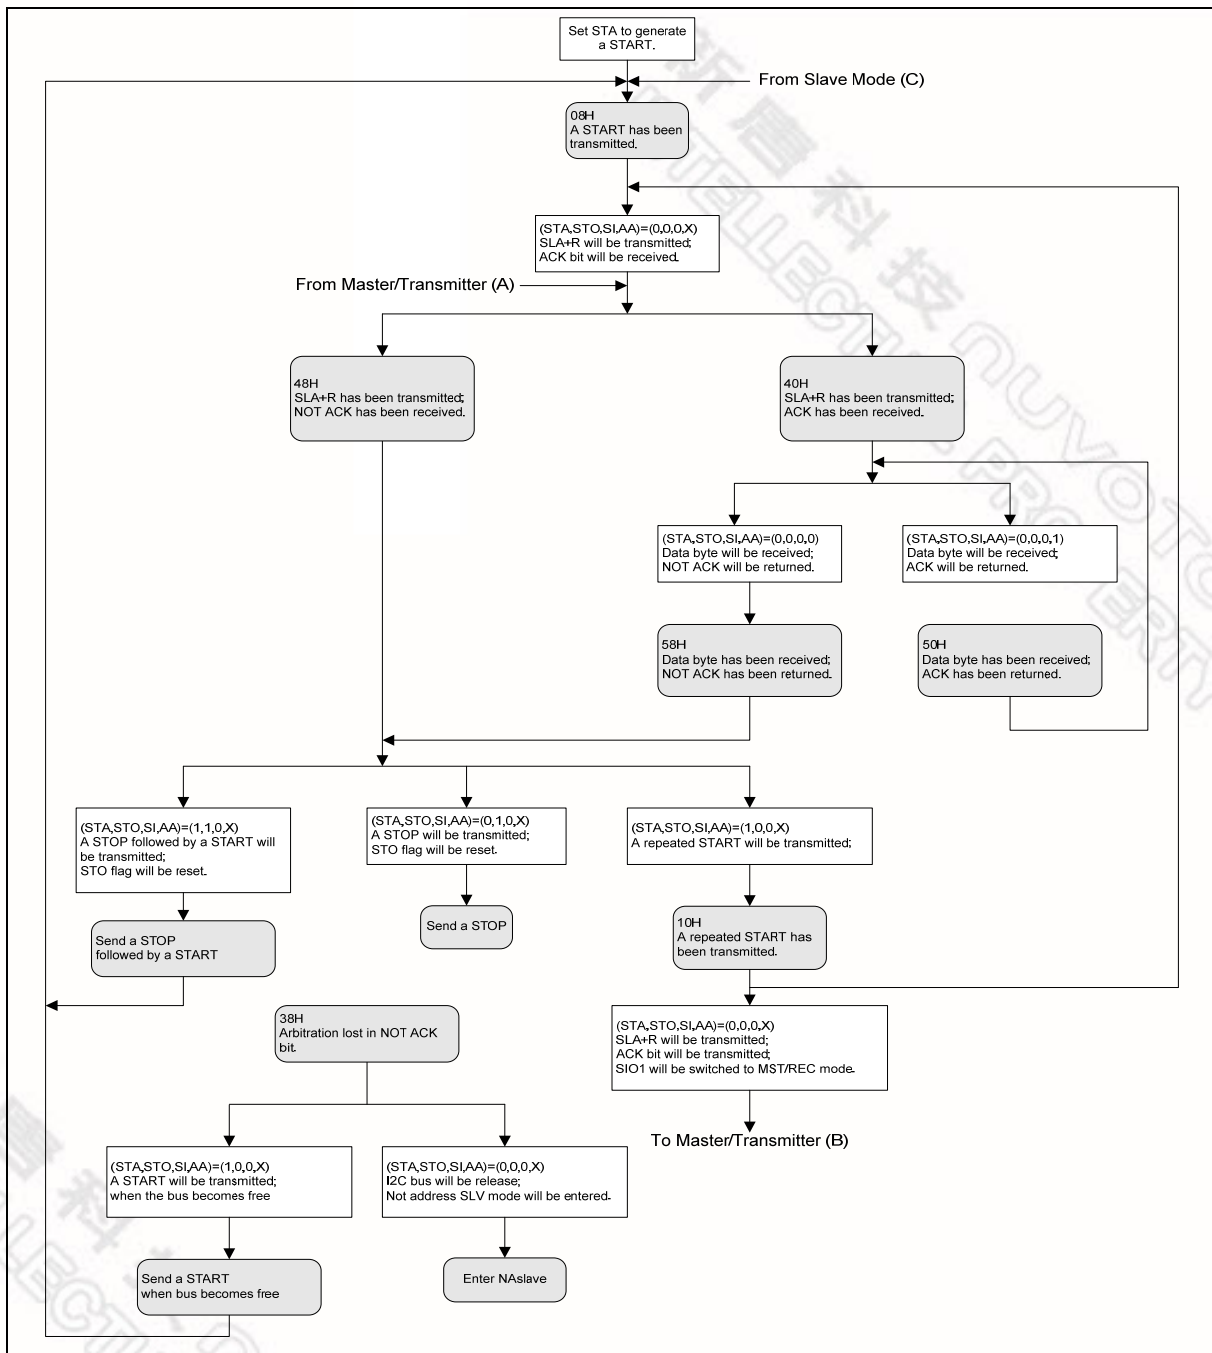 Set STA to generate
a START.
From Slave Mode (C)
08H
A START has been
transmitted.
(STA,STO,SI,AA)=(0,0,0,X)
SLA+R will be transmitted;
ACK bit will be received.
From Master/Transmitter (A)
48H
SLA+R has been transmitted;
NOT ACK has been received.
40H
SLA+R has been transmitted;
ACK has been received.
(STA,STO,SI,AA)=(0,0,0,0)
Data byte will be received;
NOT ACK will be returned.
(STA,STO,SI,AA)=(0,0,0,1)
Data byte will be received;
ACK will be returned.
58H
Data byte has been received;
NOT ACK has been returned.
50H
Data byte has been received;
ACK has been returned.
(STA,STO,SI,AA)=(1,1,0,X)
A STOP followed by a START will
be transmitted;
STO flag will be reset.
(STA,STO,SI,AA)=(0,1,0,X)
A STOP will be transmitted;
STO flag will be reset.
(STA,STO,SI,AA)=(1,0,0,X)
A repeated START will be transmitted;
Send a STOP
followed by a START
Send a STOP
10H
A repeated START has
been transmitted.
38H
Arbitration lost in NOT ACK
bit.
(STA,STO,SI,AA)=(0,0,0,X)
SLA+R will be transmitted;
ACK bit will be transmitted;
SIO1 will be switched to MST/REC mode.
To Master/Transmitter (B)
(STA,STO,SI,AA)=(1,0,0,X)
A START will be transmitted;
when the bus becomes free
(STA,STO,SI,AA)=(0,0,0,X)
I2C bus will be release;
Not address SLV mode will be entered.
Send a START
when bus becomes free
Enter NAslave
新唐科技 nuvoTo
INTELLECTUAL PROPERTY
唐科
ELLECTU